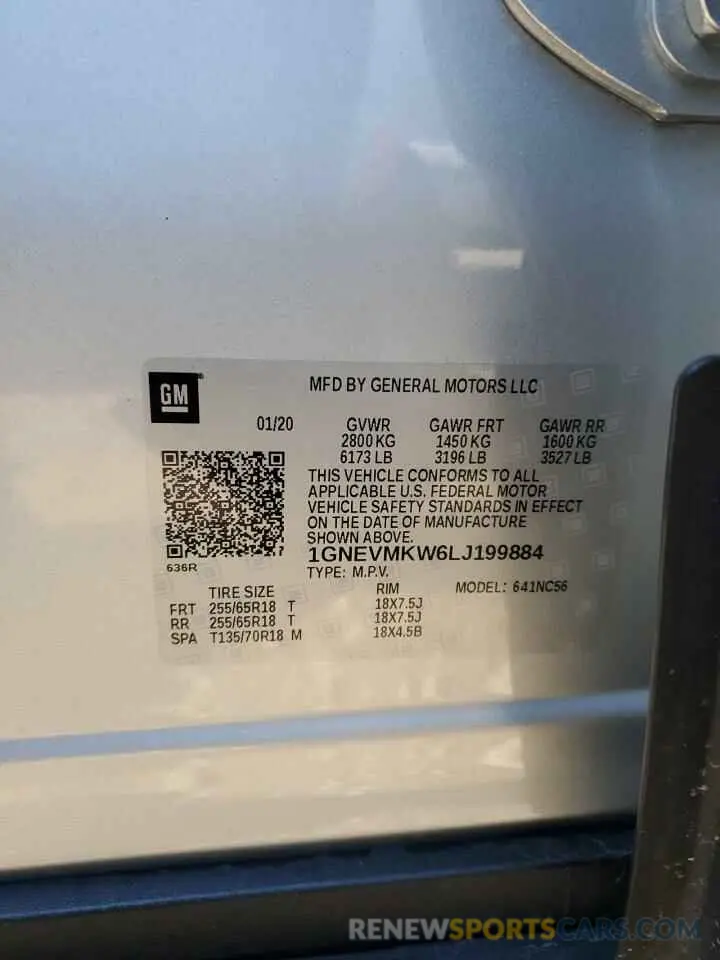 GM
MFD BY GENERAL MOTORS LLC
01/20 GVWR GAWR FRT GAWR RR
2800 KG 1450 KG 1600 KG
6173 LB 3196 LB 3527 LB
THIS VEHICLE CONFORMS TO ALL
APPLICABLE U.S. FEDERAL MOTOR
VEHICLE SAFETY STANDARDS IN EFFECT
ON THE DATE OF MANUFACTURE
SHOWN ABOVE.
1GNEVMKW6LJ199884
636R
TYPE: M.P.V.
TIRE SIZE RIM MODEL: 641NC56
FRT 255/65R18 T 18X7.5J
RR 255/65R18 T 18X7.5J
SPA T135/70R18 M 18X4.5B
RENEWSPORTSCARS.COM